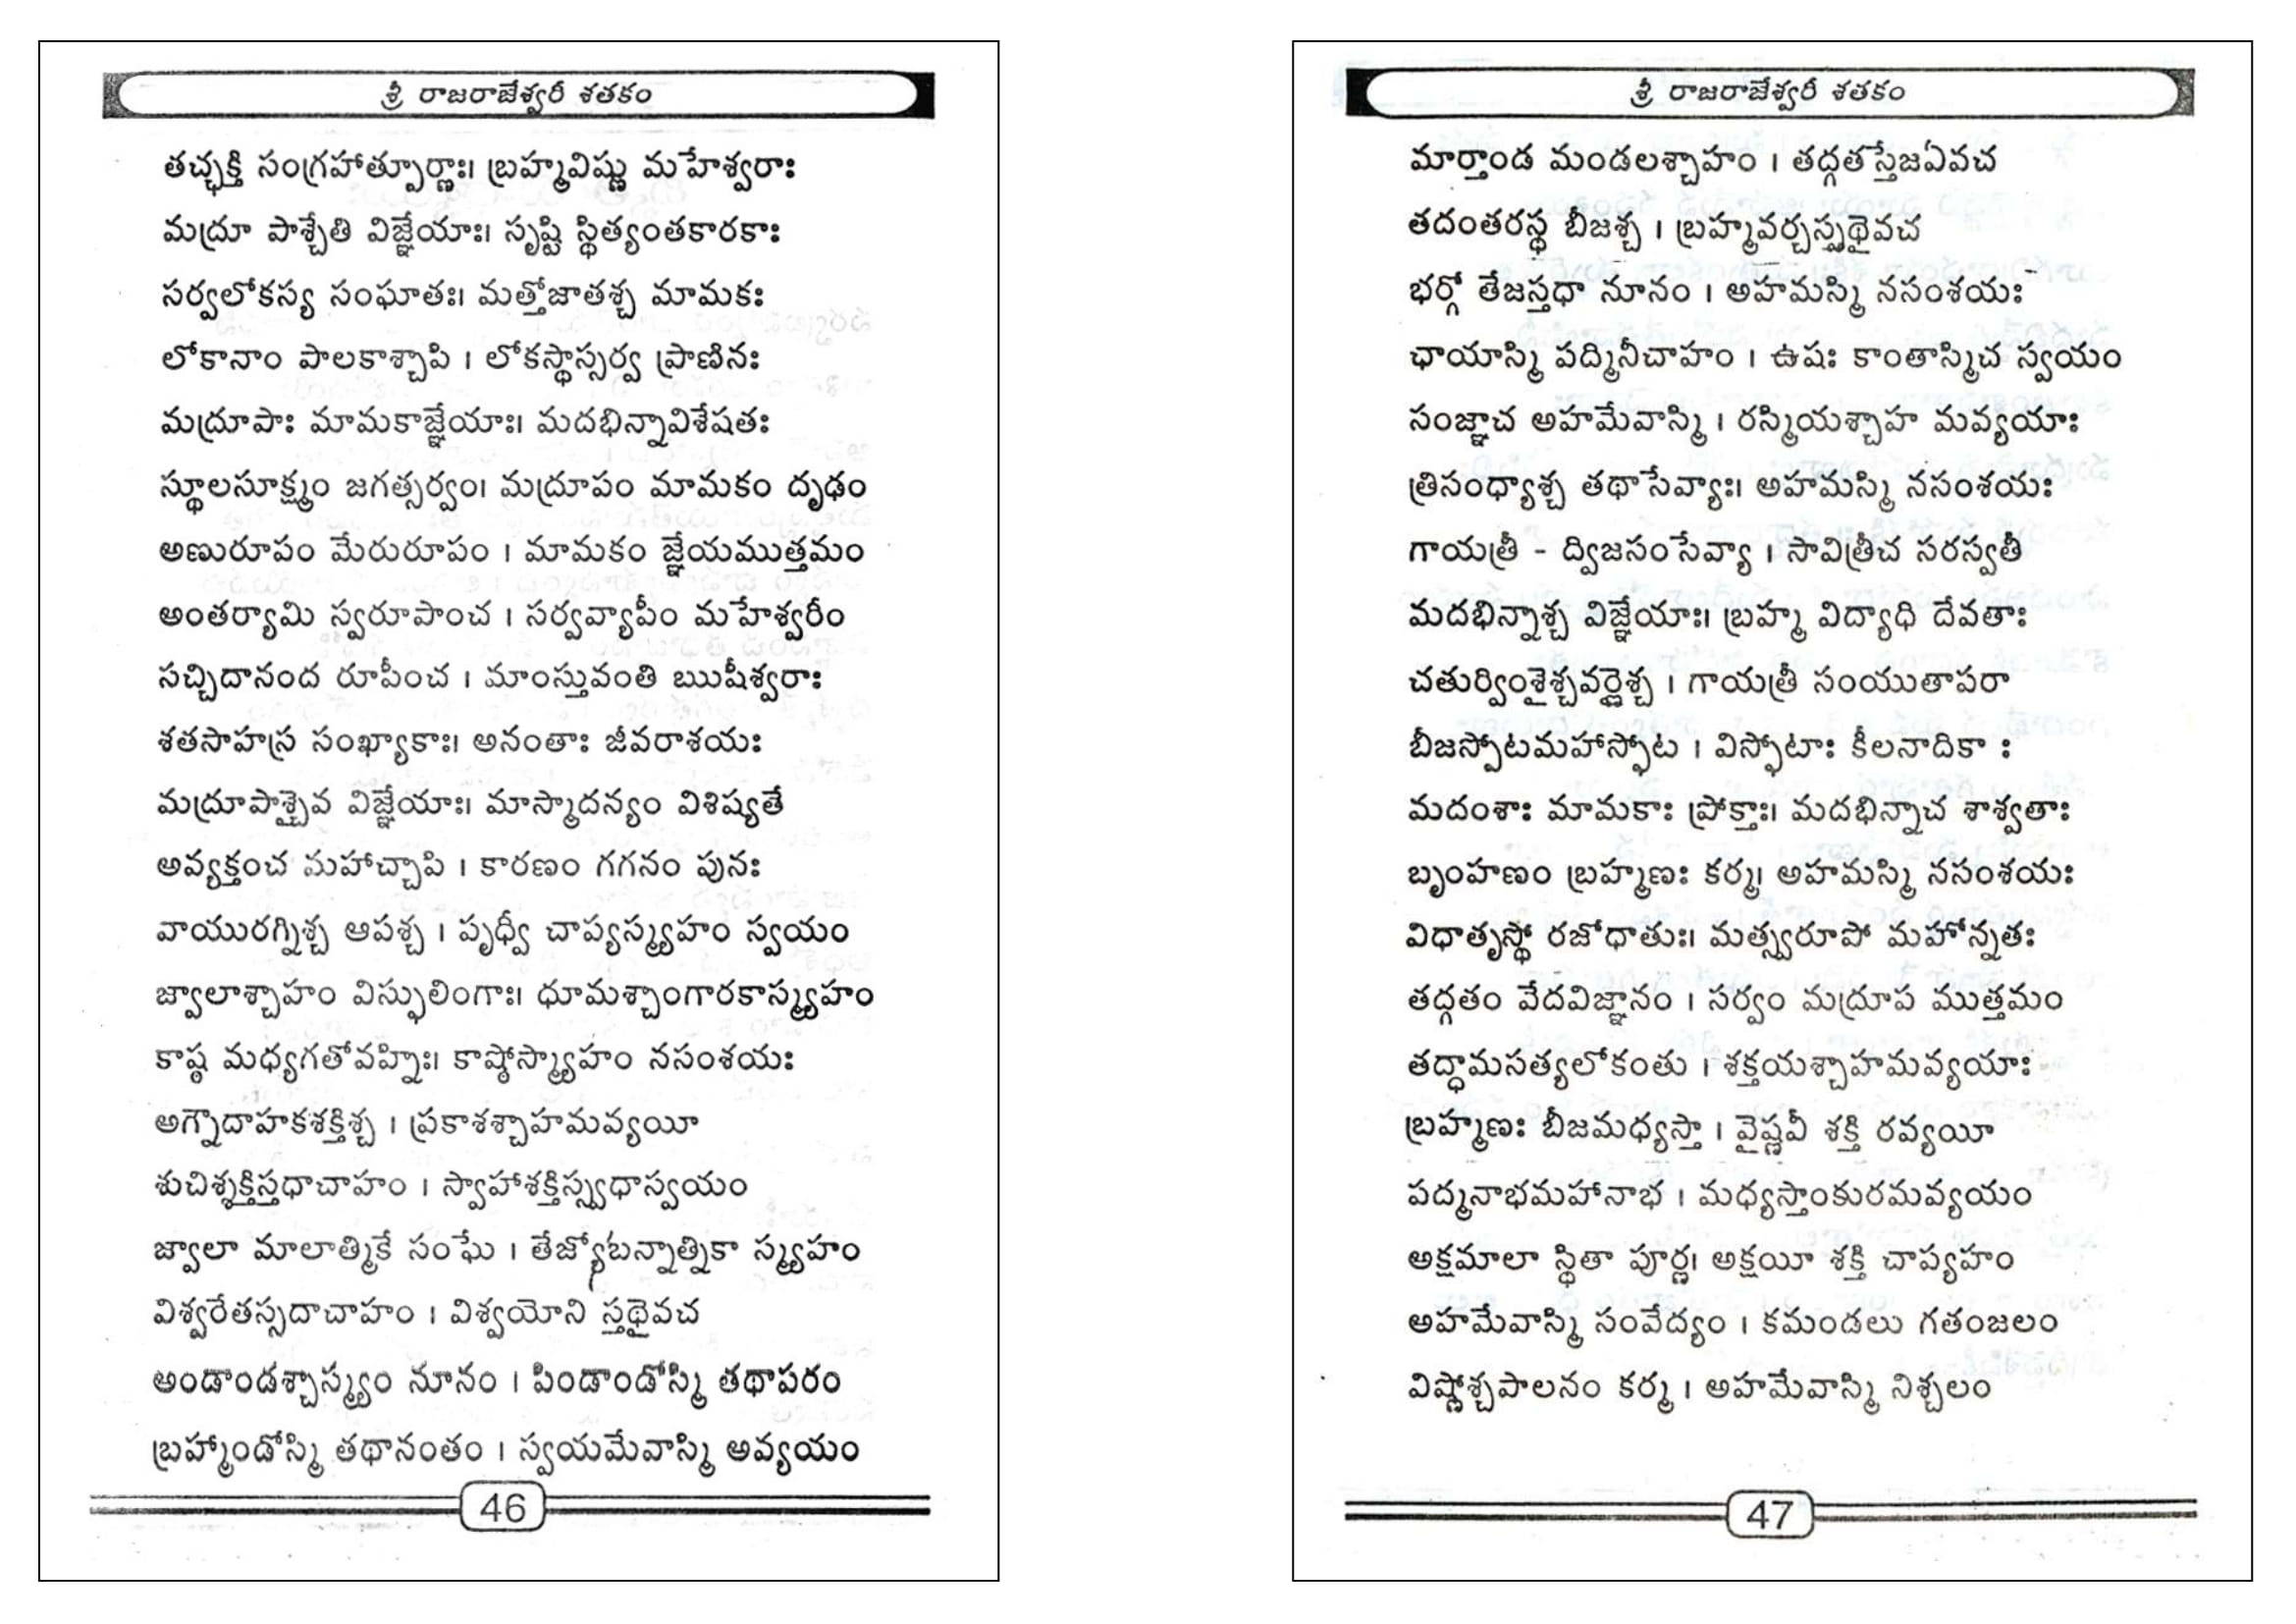 శ్రీ రాజరాజేశ్వరీ శతకం
తచ్ఛక్తి సంగ్రహాత్పూర్ణాః। బ్రహ్మవిష్ణు మహేశ్వరాః
మద్రూ పాశ్చేతి విజ్ఞేయాః। సృష్టి స్థిత్యంతకారకాః
సర్వలోకస్య సంఘాతః। మత్తోజాతశ్చ మామకః
లోకానాం పాలకాశ్చాపి । లోకస్థాస్సర్వ ప్రాణినః
మద్రూపాః మామకాజ్ఞేయాః। మదభిన్నావిశేషతః
స్థూలసూక్ష్మం జగత్సర్వం। మద్రూపం మామకం దృఢం
అణురూపం మేరురూపం । మామకం జ్ఞేయముత్తమం
అంతర్యామి స్వరూపాంచ । సర్వవ్యాపీం మహేశ్వరీం
సచ్చిదానంద రూపీంచ । మాంస్తువంతి ఋషీశ్వరాః
శతసాహస్ర సంఖ్యాకాః। అనంతాః జీవరాశయః
మద్రూపాశ్చైవ విజ్ఞేయాః। మాస్మాదన్యం విశిష్యతే
అవ్యక్తంచ మహాచ్చాపి । కారణం గగనం పునః
వాయురగ్నిశ్చ ఆపశ్చ । పృథ్వీ చాప్యస్మ్యహం స్వయం
జ్వాలాశ్చాహం విస్ఫులింగాః। ధూమశ్చాంగారకాస్మ్యహం
కాష్ఠ మధ్యగతోవహ్నిః। కాష్ఠోస్మ్యాహం నసంశయః
అగ్నౌదాహకశక్తిశ్చ । ప్రకాశశ్చాహమవ్యయీ
శుచిశ్శక్తిస్తధాచాహం । స్వాహాశక్తిస్స్వధాస్వయం
జ్వాలా మాలాత్మికే సంఘే । స్మ్యహం
విశ్వరేతస్సదాచాహం । విశ్వయోని స్తథైవచ
అండాండశ్చాస్మ్యం నూనం । పిండాండోస్మి తథాపరం
బ్రహ్మాండోస్మి తథానంతం । స్వయమేవాస్మి అవ్యయం
46
శ్రీ రాజరాజేశ్వరీ శతకం
మార్తాండ మండలశ్చాహం । తద్గతస్తేజఏవచ
తదంతరస్థ బీజశ్చ । బ్రహ్మవర్చస్తథైవచ
భర్గో తేజస్తధా నూనం । అహమస్మి నసంశయః
ఛాయాస్మి పద్మినీచాహం । ఉషః కాంతాస్మిచ స్వయం
సంజ్ఞాచ అహమేవాస్మి । రస్మియశ్చాహ మవ్యయాః
త్రిసంధ్యాశ్చ తథాసేవ్యాః। అహమస్మి నసంశయః
గాయత్రీ - ద్విజసంసేవ్యా । సావిత్రీచ సరస్వతీ
మదభిన్నాశ్చ విజ్ఞేయాః। బ్రహ్మ విద్యాధి దేవతాః
చతుర్వింశైశ్చవర్ణైశ్చ । గాయత్రీ సంయుతాపరా
బీజస్పోటమహాస్ఫోట । విస్ఫోటాః కీలనాదికా ః
మదంశాః మామకాః ప్రోక్తాః। మదభిన్నాచ శాశ్వతాః
బృంహణం బ్రహ్మణః కర్మ। అహమస్మి నసంశయః
విధాతృస్థో రజోధాతుః। మత్స్వరూపో మహోన్నతః
తద్గతం వేదవిజ్ఞానం । సర్వం మద్రూప ముత్తమం
తద్ధామసత్యలోకంతు । శక్తయశ్చాహమవ్యయాః
బ్రహ్మణః బీజమధ్యస్తా । వైష్ణవీ శక్తి రవ్యయీ
పద్మనాభమహానాభ । మధ్యస్తాంకురమవ్యయం
అక్షమాలా స్థితా పూర్ణ। అక్షయీ శక్తి చాప్యహం
అహమేవాస్మి సంవేద్యం । కమండలు గతంజలం
విష్ణోశ్చపాలనం కర్మ । అహమేవాస్మి నిశ్చలం
47